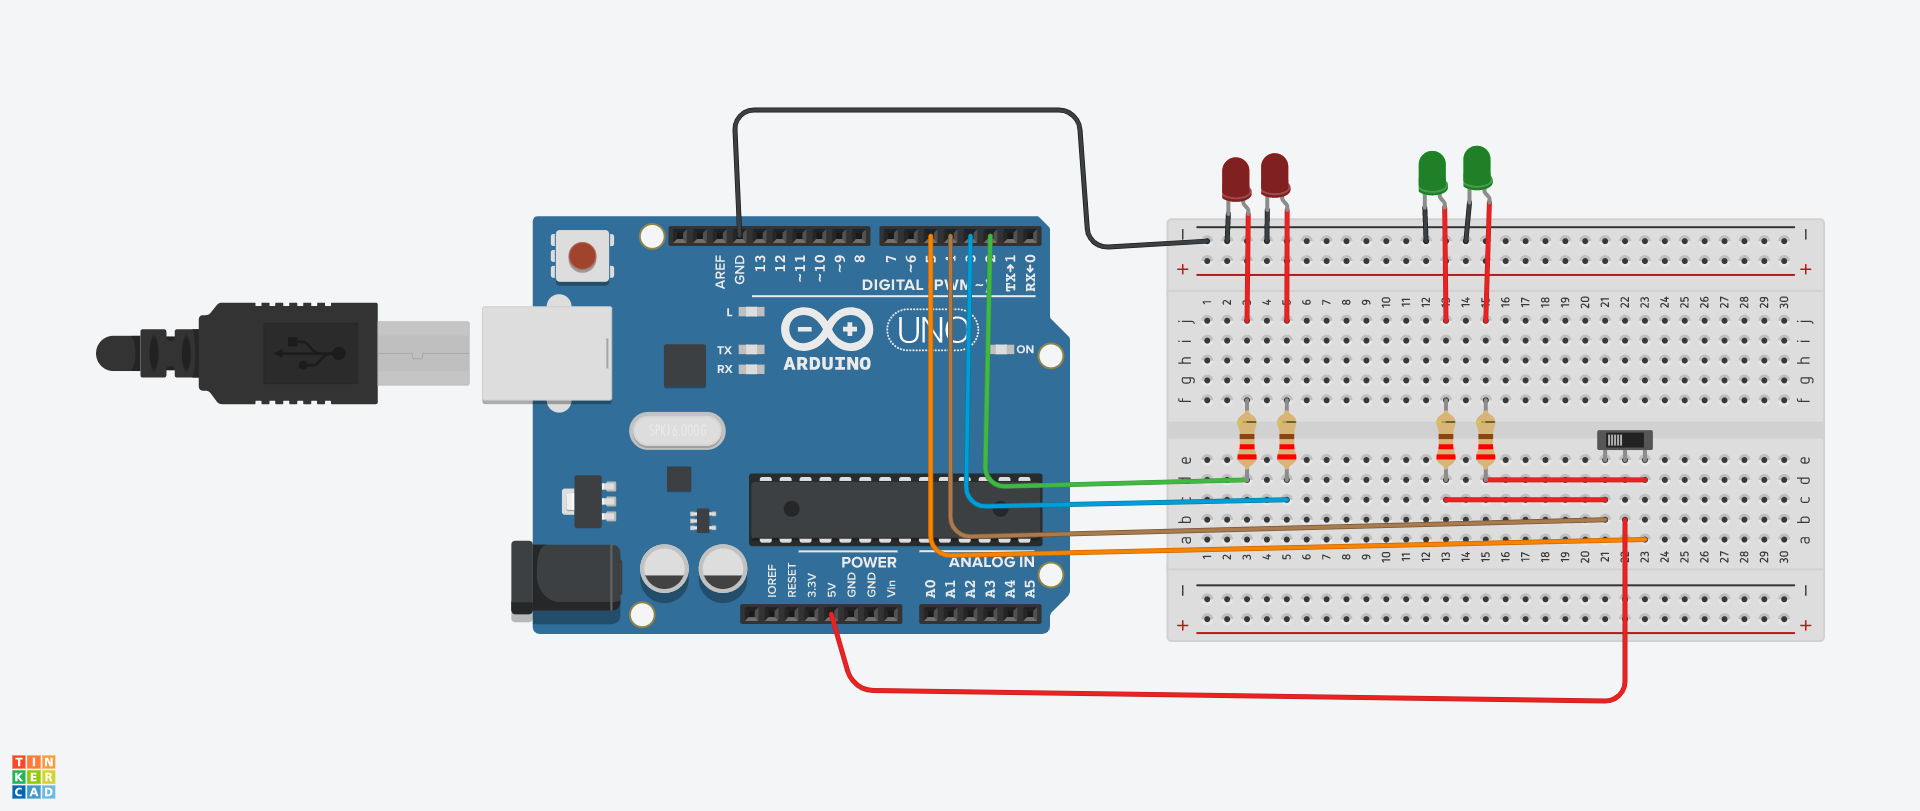 AREF
GND
13
12
~11
~10
~9
8
7
~6
5
4
3
2
TX→1
RX←0
DIGITAL (PWM ~)
L
UNO
TX
RX
ON
ARDUINO
SPK16.000G
POWER
ANALOG IN
IOREF
RESET
3.3V
5V
GND
GND
Vin
A0
A1
A2
A3
A4
A5
− −
+ +
1 2 3 4 5 6 7 8 9 10 11 12 13 14 15 16 17 18 19 20 21 22 23 24 25 26 27 28 29 30
j j
i i
h h
g g
f f
e e
d d
c c
b b
a a
1 2 3 4 5 6 7 8 9 10 11 12 13 14 15 16 17 18 19 20 21 22 23 24 25 26 27 28 29 30
− −
+ +
TIN
KER
CAD